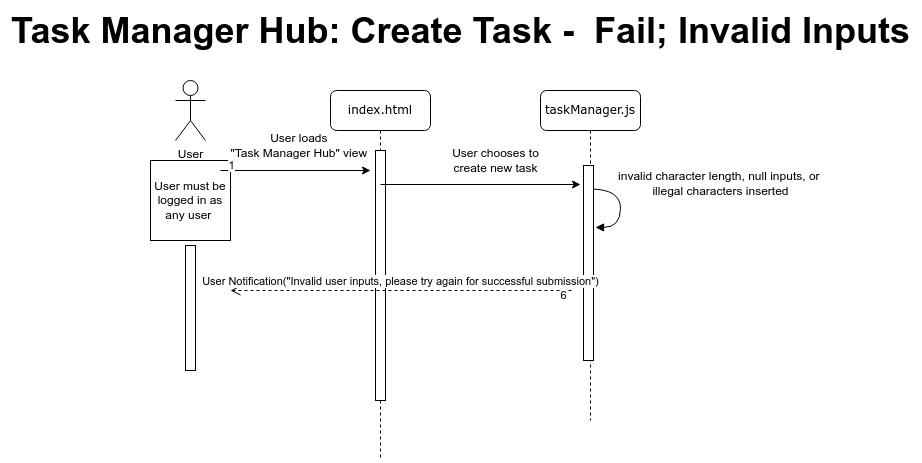 Task Manager Hub: Create Task -  Fail; Invalid Inputs
index.html
taskManager.js
User
User loads
"Task Manager Hub" view
1
User chooses to
create new task
invalid character length, null inputs, or
illegal characters inserted
User must be
logged in as
any user
User Notification("Invalid user inputs, please try again for successful submission")
6